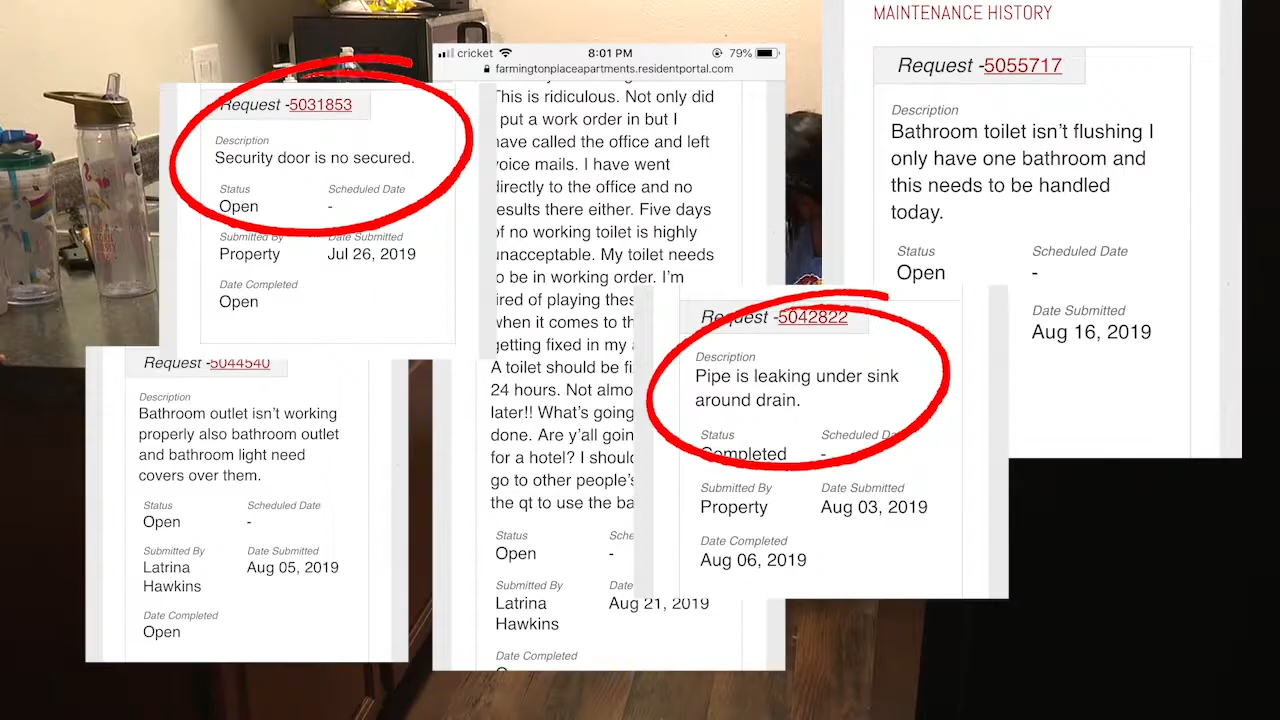 MAINTENANCE HISTORY
Request -5055717
Description
Bathroom toilet isn't flushing I
only have one bathroom and
this needs to be handled
today.
Status Scheduled Date
Open -
Date Submitted
Aug 16, 2019
cricket 8:01 PM 79%
farmingtonplaceapartments.residentportal.com
This is ridiculous. Not only did
put a work order in but I
have called the office and left
voice mails. I have went
directly to the office and no
results there either. Five days
of no working toilet is highly
unacceptable. My toilet needs
to be in working order. I'm
tired of playing these
when it comes to
getting fixed in my
A toilet should be
24 hours. Not
later!! What's going
done. Are y'all
for a hotel? I
go to other people's
the qt to use the
Status
Open -
Submitted By Date
Latrina Aug 21, 2019
Hawkins
Date Completed
Request -5031853
Description
Security door is no secured.
Status Scheduled Date
Open -
Submitted By Date Submitted
Property Jul 26, 2019
Date Completed
Open
Request -5044540
Description
Bathroom outlet isn't working
properly also bathroom outlet
and bathroom light need
covers over them.
Status Scheduled Date
Open -
Submitted By Date Submitted
Latrina Aug 05, 2019
Hawkins
Date Completed
Open
Request -5042822
Description
Pipe is leaking under sink
around drain.
Status Scheduled Date
Completed -
Submitted By Date Submitted
Property Aug 03, 2019
Date Completed
Aug 06, 2019